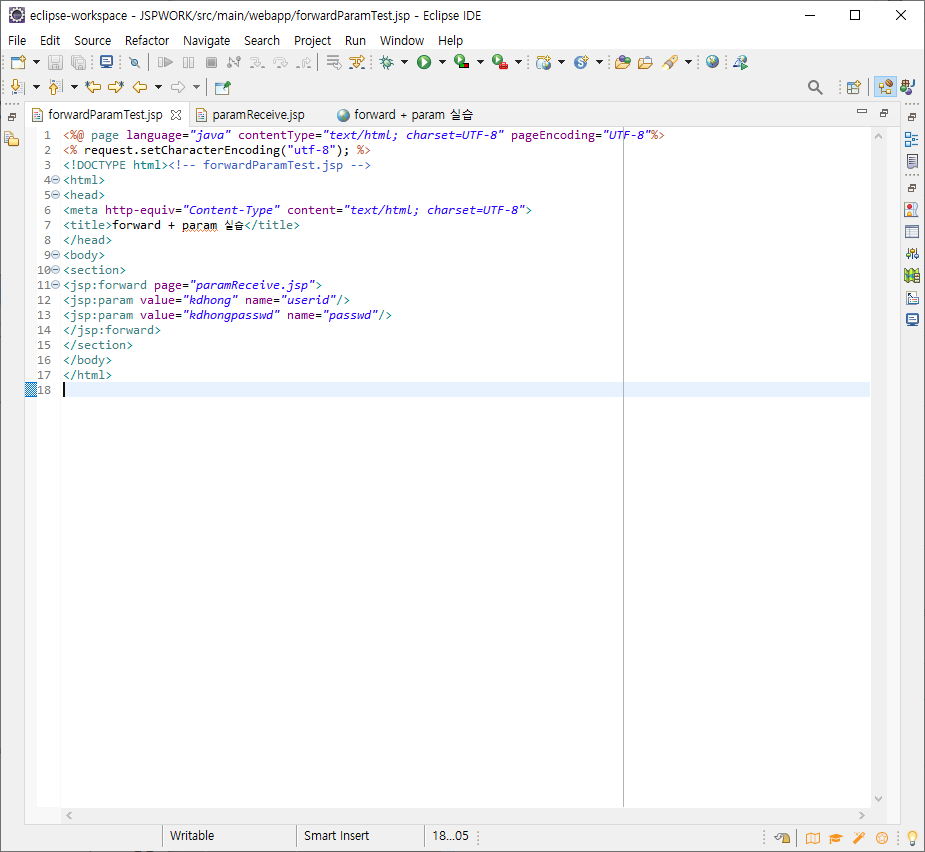 eclipse-workspace - JSPWORK/src/main/webapp/forwardParamTest.jsp - Eclipse IDE
File Edit Source Refactor Navigate Search Project Run Window Help
forwardParamTest.jsp paramReceive.jsp forward + param 실습
1 <%@ page language="java" contentType="text/html; charset=UTF-8" pageEncoding="UTF-8"%>
2 <% request.setCharacterEncoding("utf-8"); %>
3 <!DOCTYPE html><!-- forwardParamTest.jsp -->
4 <html>
5 <head>
6 <meta http-equiv="Content-Type" content="text/html; charset=UTF-8">
7 <title>forward + param 실습</title>
8 </head>
9 <body>
10 <section>
11 <jsp:forward page="paramReceive.jsp">
12 <jsp:param value="kdhong" name="userid"/>
13 <jsp:param value="kdhongpasswd" name="passwd"/>
14 </jsp:forward>
15 </section>
16 </body>
17 </html>
18
Writable Smart Insert 18...05